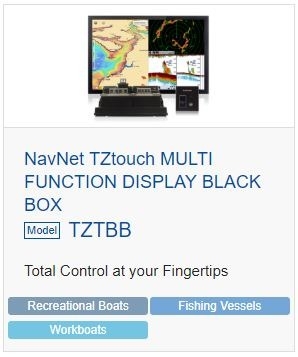 NavNet TZtouch MULTI
FUNCTION DISPLAY BLACK
BOX
Model TZTBB
Total Control at your Fingertips
Recreational Boats Fishing Vessels
Workboats